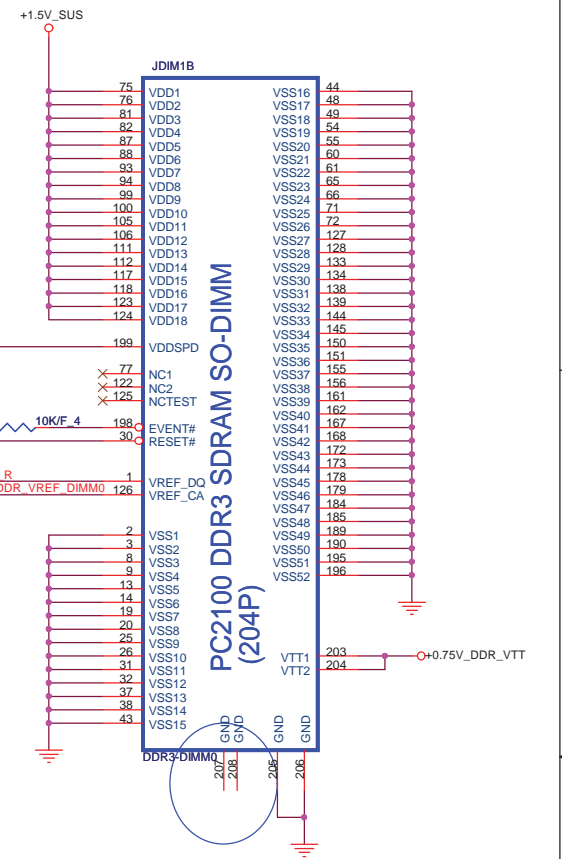 +1.5V_SUS
JDIM1B
75 VDD1 VSS16 44
76 VDD2 VSS17 48
81 VDD3 VSS18 49
82 VDD4 VSS19 54
87 VDD5 VSS20 55
88 VDD6 VSS21 60
93 VDD7 VSS22 61
94 VDD8 VSS23 65
99 VDD9 VSS24 66
100 VDD10 VSS25 71
105 VDD11 VSS26 72
106 VDD12 VSS27 127
111 VDD13 VSS28 128
112 VDD14 VSS29 133
117 VDD15 VSS30 134
118 VDD16 VSS31 138
123 VDD17 VSS32 139
124 VDD18 VSS33 144
VSS34 145
199 VDDSPD VSS35 150
VSS36 151
77 NC1 VSS37 155
122 NC2 VSS38 156
125 NCTEST VSS39 161
VSS40 162
10K/F_4 198 EVENT# VSS41 167
30 RESET# VSS42 168
VSS43 172
VSS44 173
R 1 VREF_DQ VSS45 178
DDR_VREF_DIMM0 126 VREF_CA VSS46 179
VSS47 184
VSS48 185
2 VSS1 VSS49 189
3 VSS2 VSS50 190
8 VSS3 VSS51 195
9 VSS4 VSS52 196
13 VSS5
14 VSS6
19 VSS7
20 VSS8
25 VSS9
26 VSS10 VTT1 203 +0.75V_DDR_VTT
31 VSS11 VTT2 204
32 VSS12
37 VSS13
38 VSS14
43 VSS15
PC2100 DDR3 SDRAM SO-DIMM
(204P)
GND GND GND GND
DDR3-DIMM0
207 208 205 206